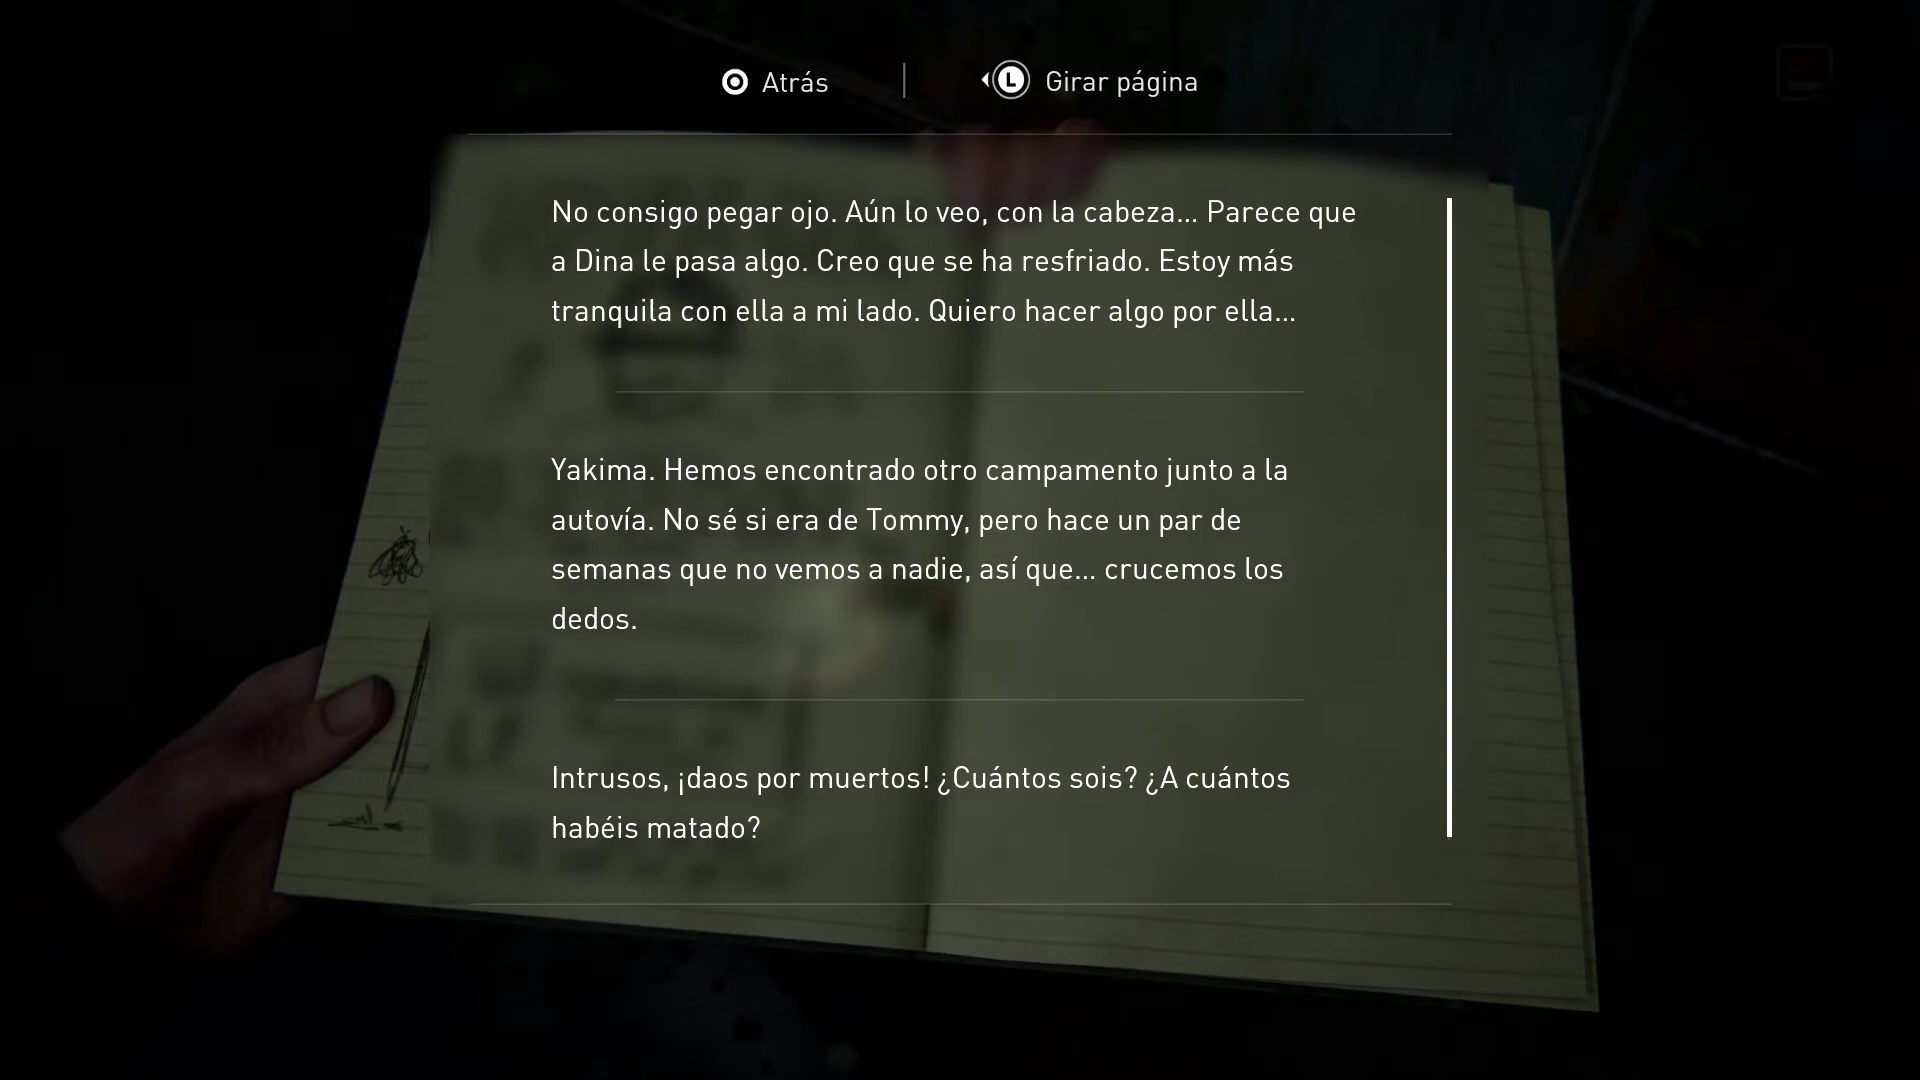 Atrás
L Girar página
No consigo pegar ojo. Aún lo veo, con la cabeza... Parece que
a Dina le pasa algo. Creo que se ha resfriado. Estoy más
tranquila con ella a mi lado. Quiero hacer algo por ella...
Yakima. Hemos encontrado otro campamento junto a la
autovía. No sé si era de Tommy, pero hace un par de
semanas que no vemos a nadie, así que... crucemos los
dedos.
Intrusos, ¡daos por muertos! ¿Cuántos sois? ¿A cuántos
habéis matado?